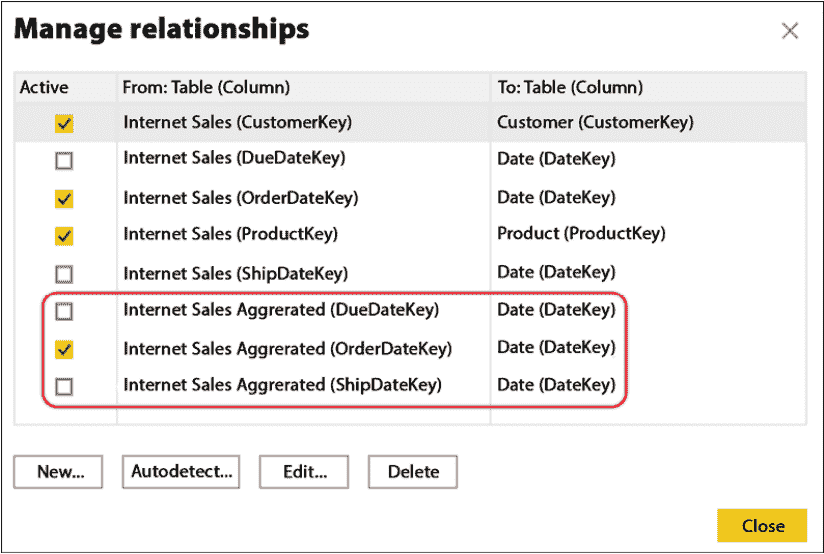 Manage relationships
Active From: Table (Column) To: Table (Column)
Internet Sales (CustomerKey) Customer (CustomerKey)
Internet Sales (DueDateKey) Date (DateKey)
Internet Sales (OrderDateKey) Date (DateKey)
Internet Sales (ProductKey) Product (ProductKey)
Internet Sales (ShipDateKey) Date (DateKey)
Internet Sales Aggrerated (DueDateKey) Date (DateKey)
Internet Sales Aggrerated (OrderDateKey) Date (DateKey)
Internet Sales Aggrerated (ShipDateKey) Date (DateKey)
New... Autodetect... Edit... Delete
Close